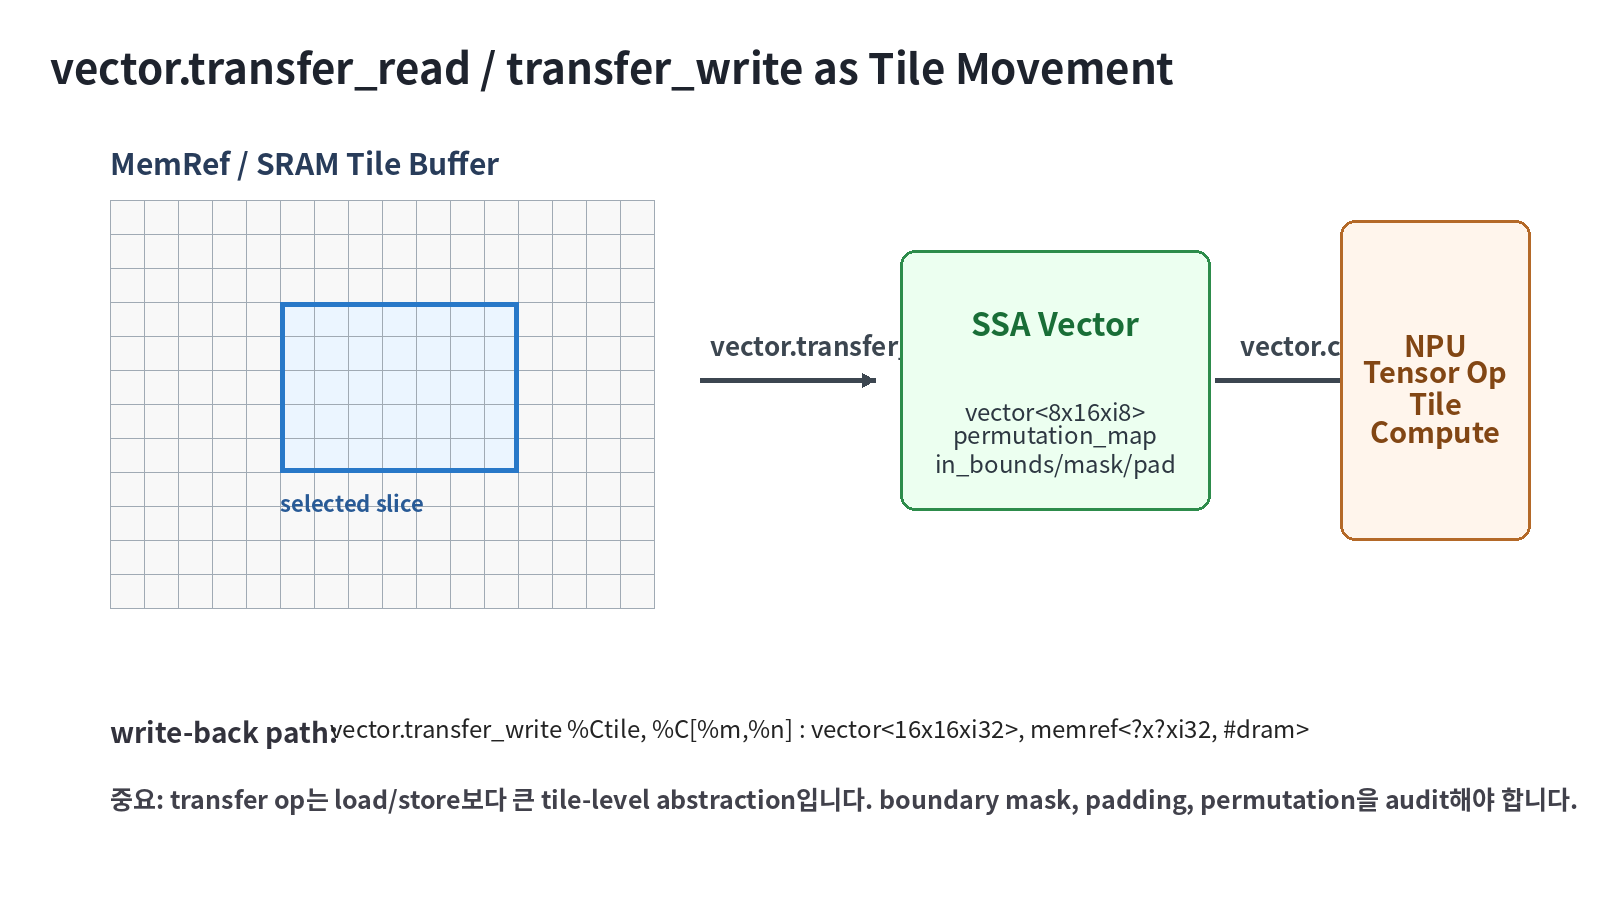 vector.transfer_read / transfer_write as Tile Movement
MemRef / SRAM Tile Buffer
selected slice
vector.transfer_
SSA Vector
vector<8x16xi8>
permutation_map
in_bounds/mask/pad
vector.c
NPU
Tensor Op
Tile
Compute
write-back path: vector.transfer_write %Ctile, %C[%m,%n] : vector<16x16xi32>, memref<?x?xi32, #dram>
중요: transfer op는 load/store보다 큰 tile-level abstraction입니다. boundary mask, padding, permutation을 audit해야 합니다.